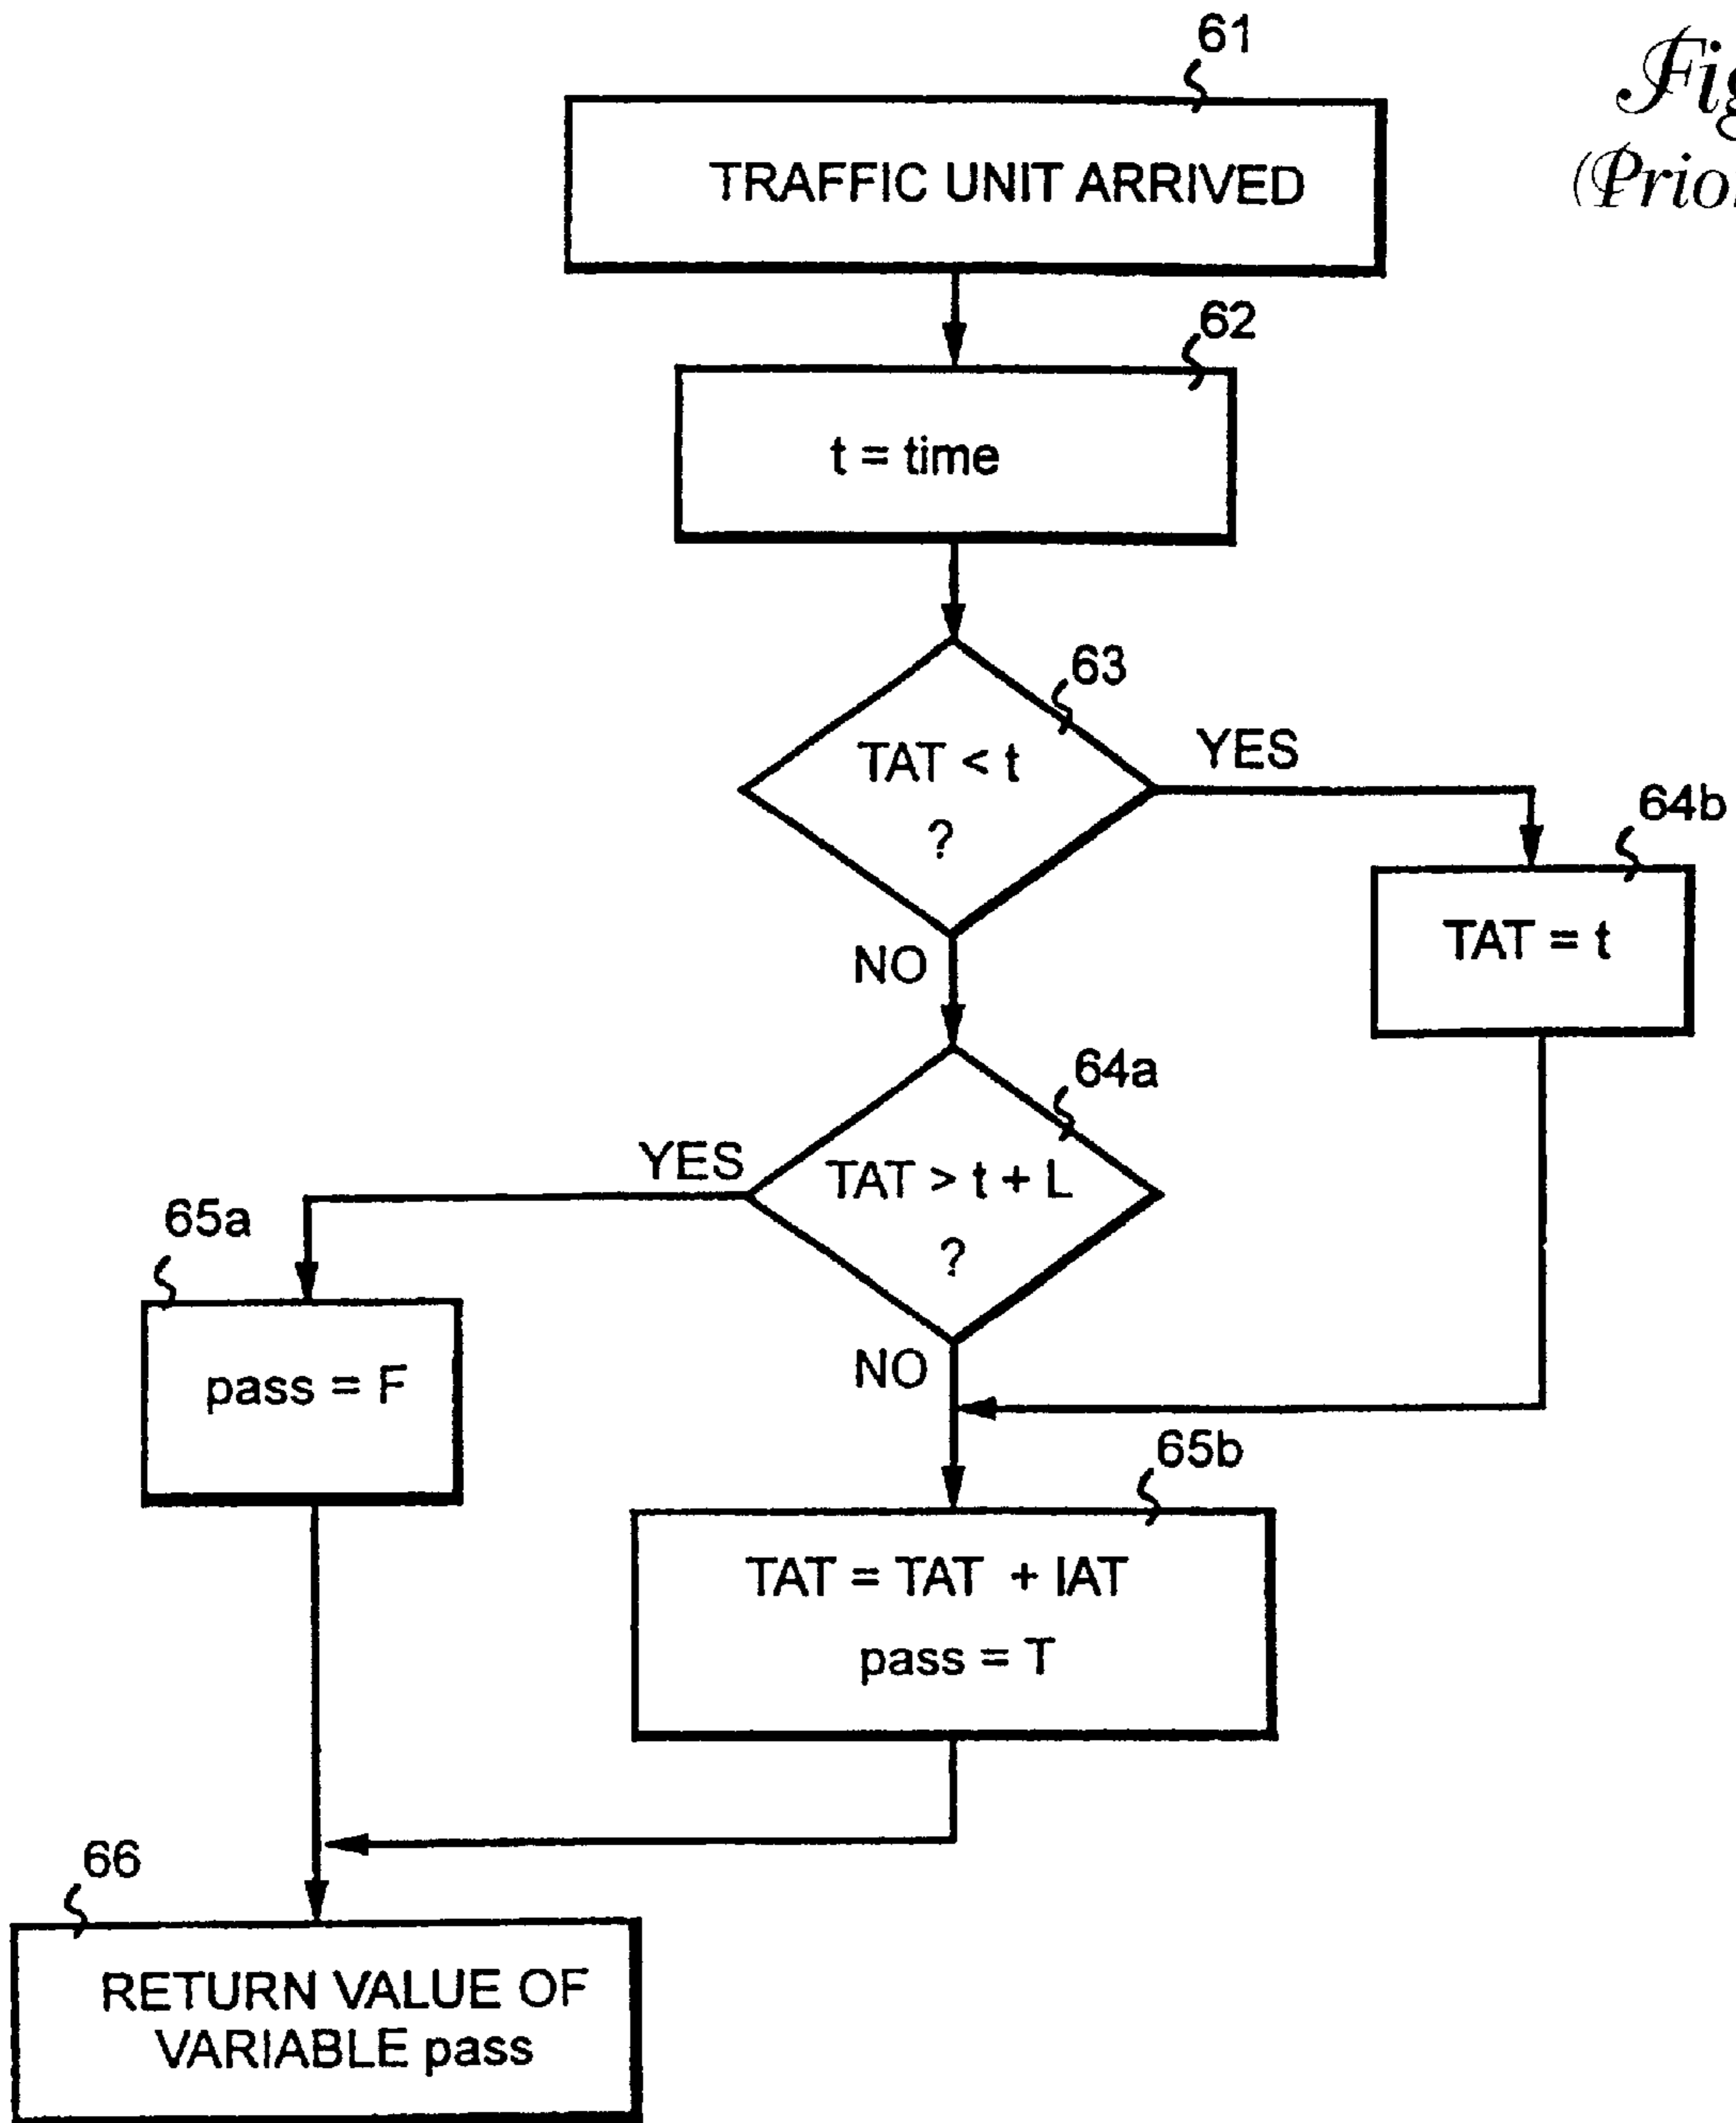 61
TRAFFIC UNIT ARRIVED
62
t = time
63
TAT < t
?
YES
64b
TAT = t
NO
64a
TAT > t + L
?
YES
65a
pass = F
NO
65b
TAT = TAT + IAT
pass = T
66
RETURN VALUE OF
VARIABLE pass